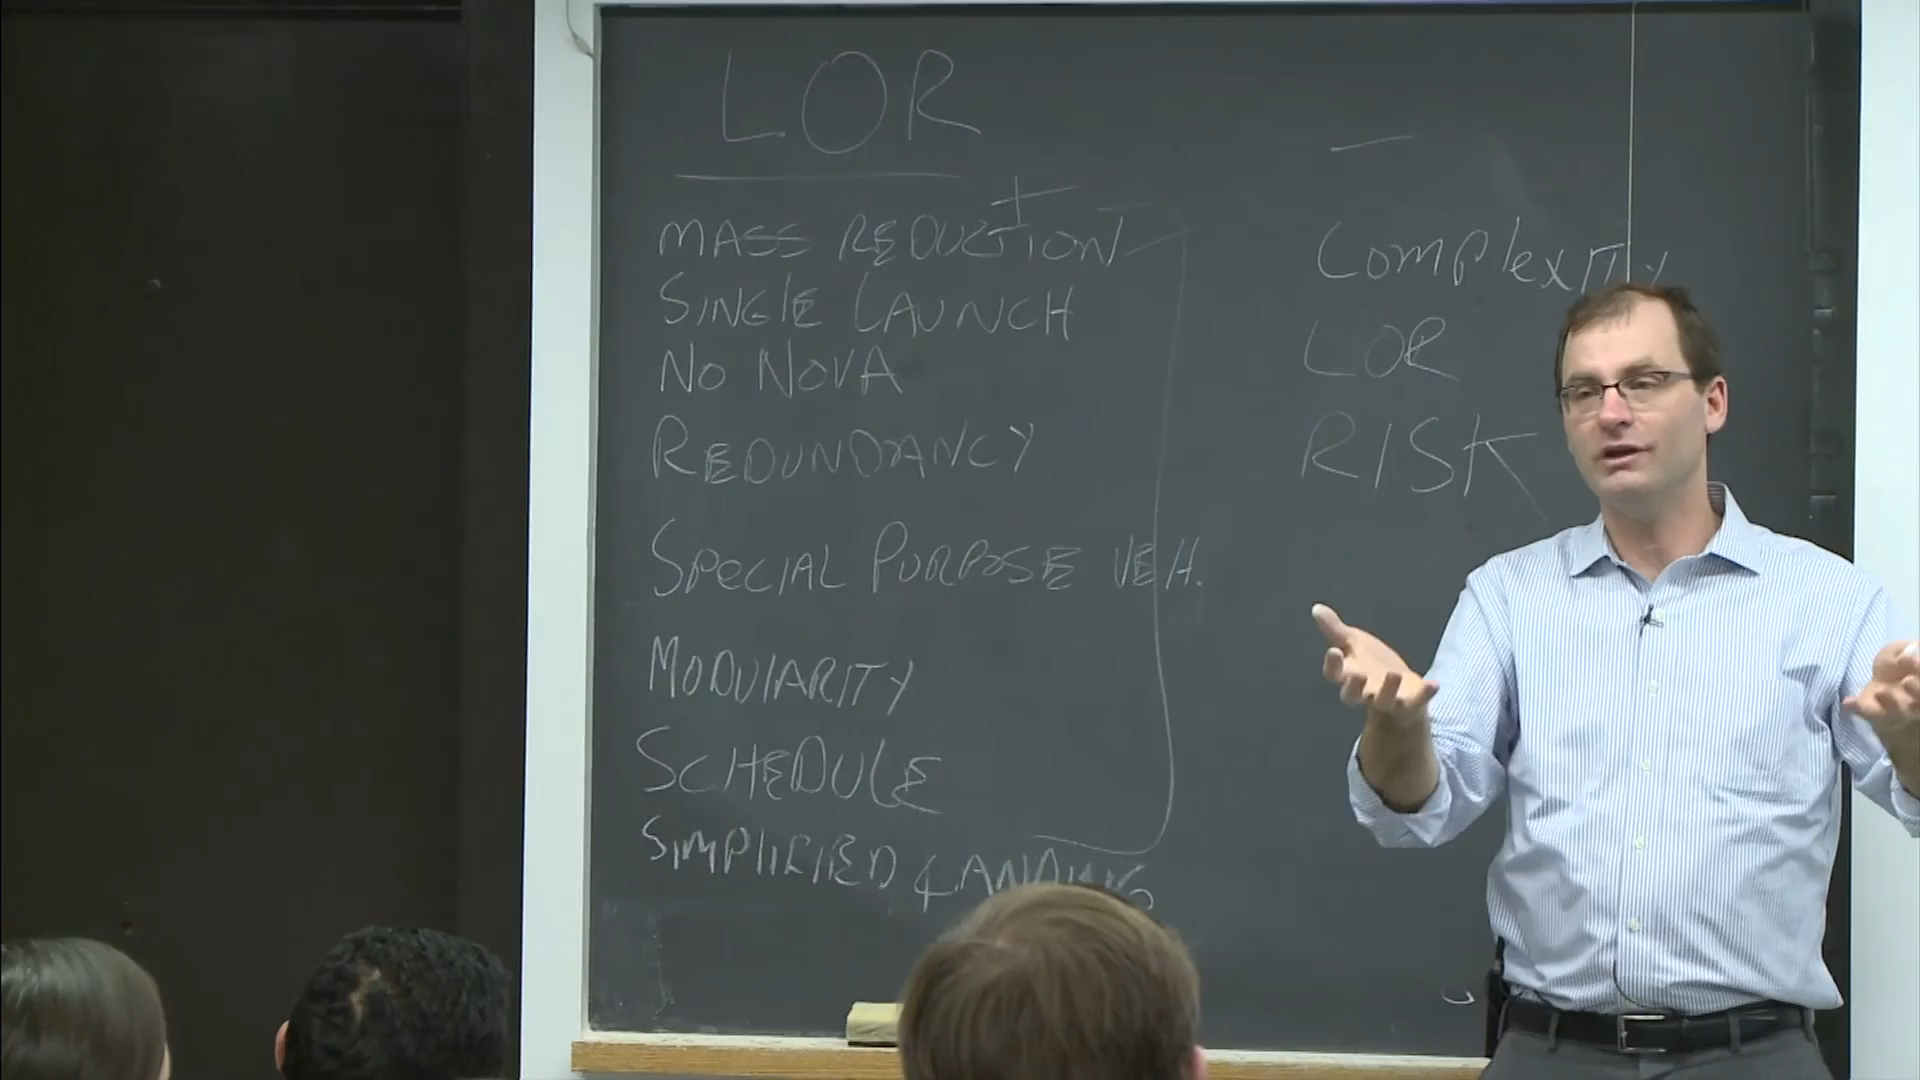 LOR
+
MASS REDUCTION
SINGLE LAUNCH
NO NOVA
REDUNDANCY
SPECIAL PURPOSE VEH.
MODULARITY
SCHEDULE
SIMPLIFIED LANDING
-
Complexity
LOR
RISK